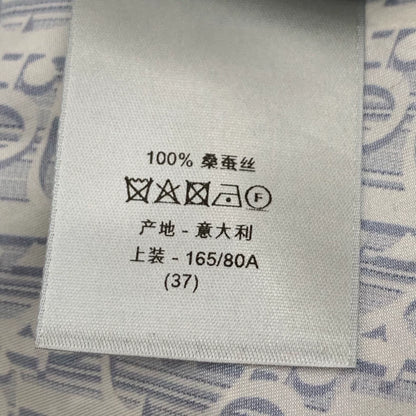 100% 桑蚕丝
F
产地 - 意大利
上装 - 165/80A
(37)